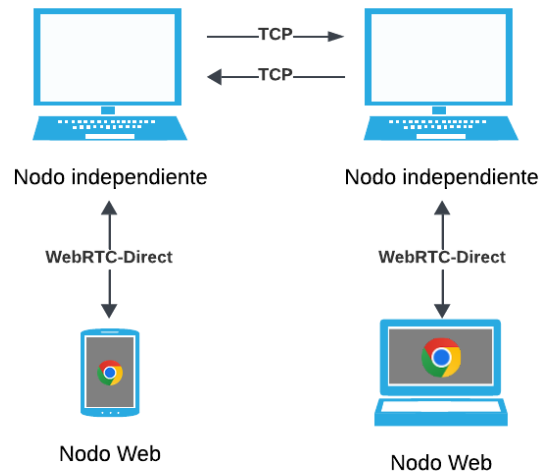 TCP
TCP
Nodo independiente
Nodo independiente
WebRTC-Direct
WebRTC-Direct
Nodo Web
Nodo Web